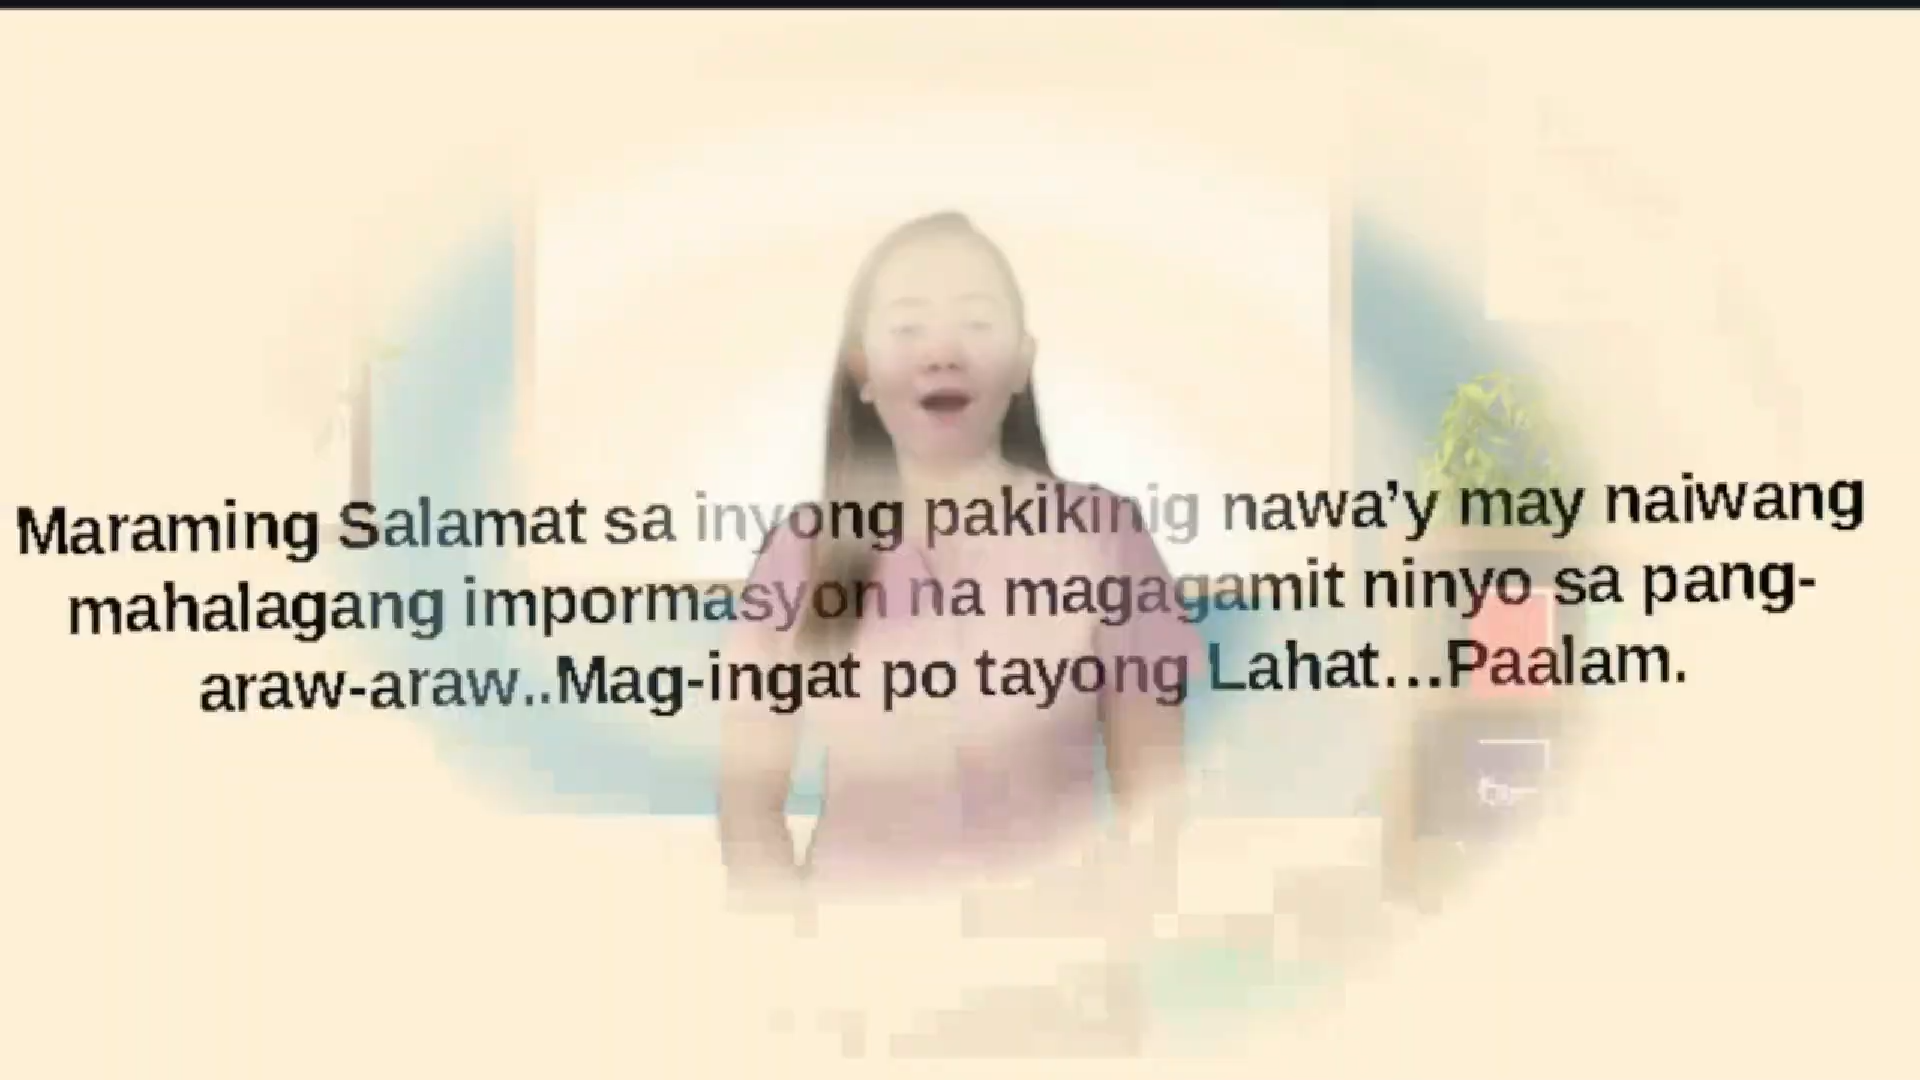 Maraming Salamat sa inyong pakikinig nawa’y may naiwang
mahalagang impormasyon na magagamit ninyo sa pang-
araw-araw..Mag-ingat po tayong Lahat...Paalam.